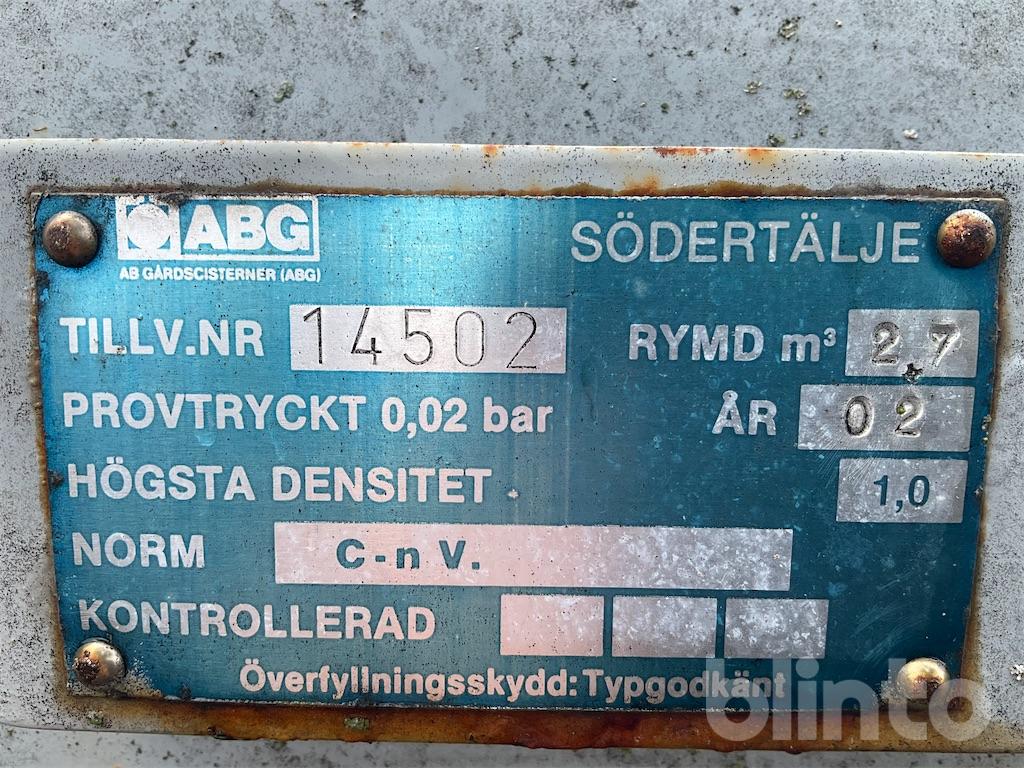 ABG SÖDERTÄLJE
AB GÅRDSCISTERNER (ABG)
TILLV.NR 14502 RYMD m³ 2,7
PROVTRYCKT 0,02 bar ÅR 02
HÖGSTA DENSITET 1,0
NORM C-n V.
KONTROLLERAD
Överfyllningsskydd: Typgodkänt
blinto